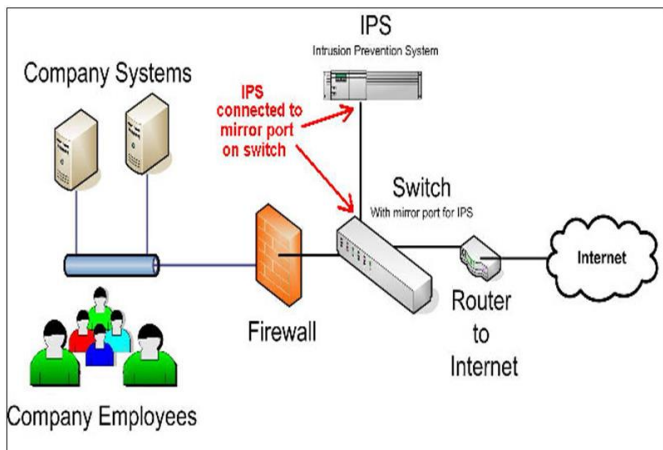 IPS
Intrusion Prevention System
Company Systems
IPS
connected to
mirror port
on switch
Switch
With mirror port for IPS
Internet
Firewall
Router
to
Internet
Company Employees